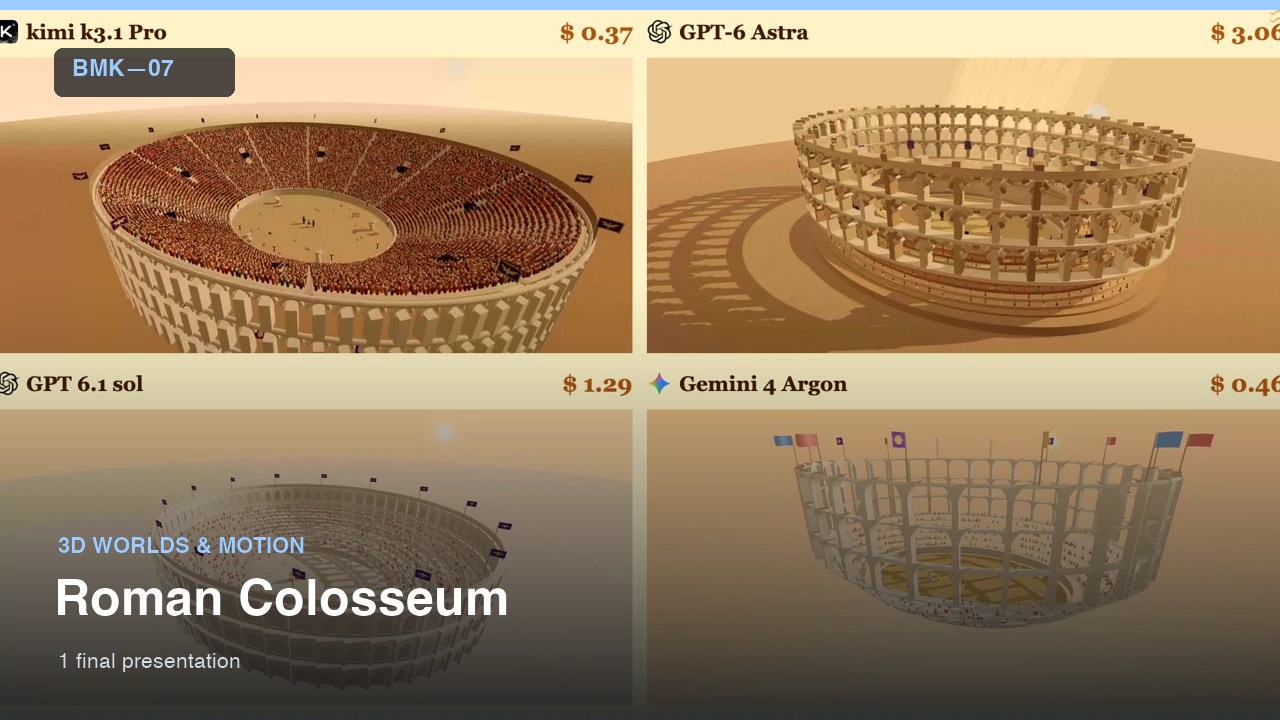 kimi k3.1 Pro
$ 0.37
GPT-6 Astra
$ 3.06
BMK—07
GPT 6.1 sol
$ 1.29
Gemini 4 Argon
$ 0.46
3D WORLDS & MOTION
Roman Colosseum
1 final presentation